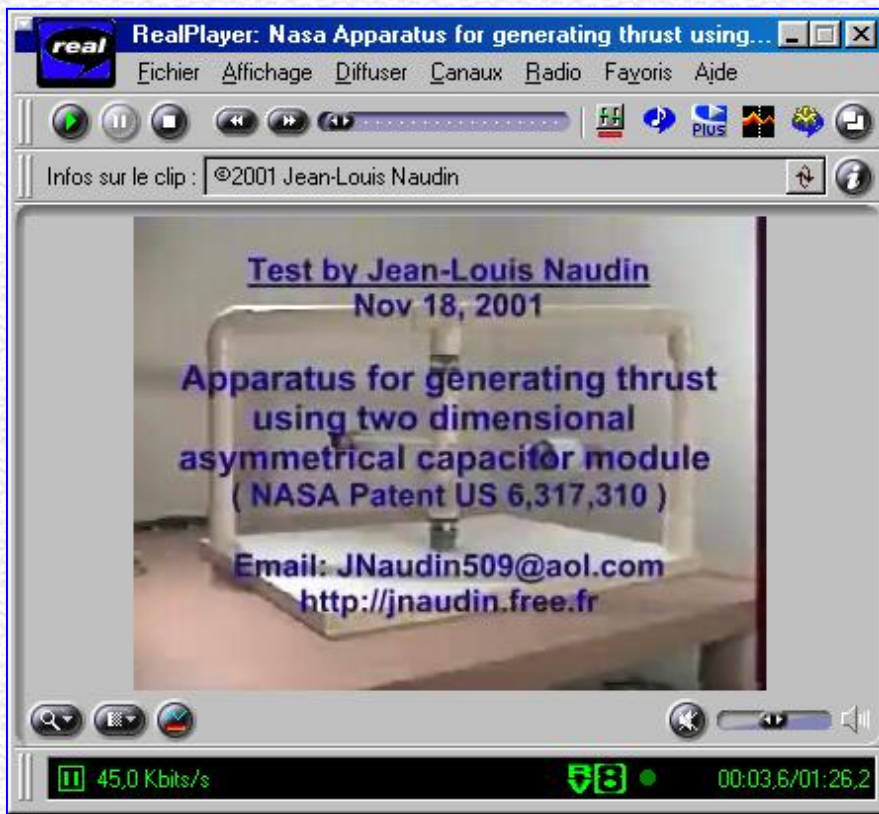 real RealPlayer: Nasa Apparatus for generating thrust using...
Fichier Affichage Diffuser Canaux Radio Favoris Aide
PLUS
Infos sur le clip : ©2001 Jean-Louis Naudin
Test by Jean-Louis Naudin
Nov 18, 2001
Apparatus for generating thrust
using two dimensional
asymmetrical capacitor module
( NASA Patent US 6,317,310 )
Email: JNaudin509@aol.com
http://jnaudin.free.fr
45,0 Kbits/s 00:03,6/01:26,2